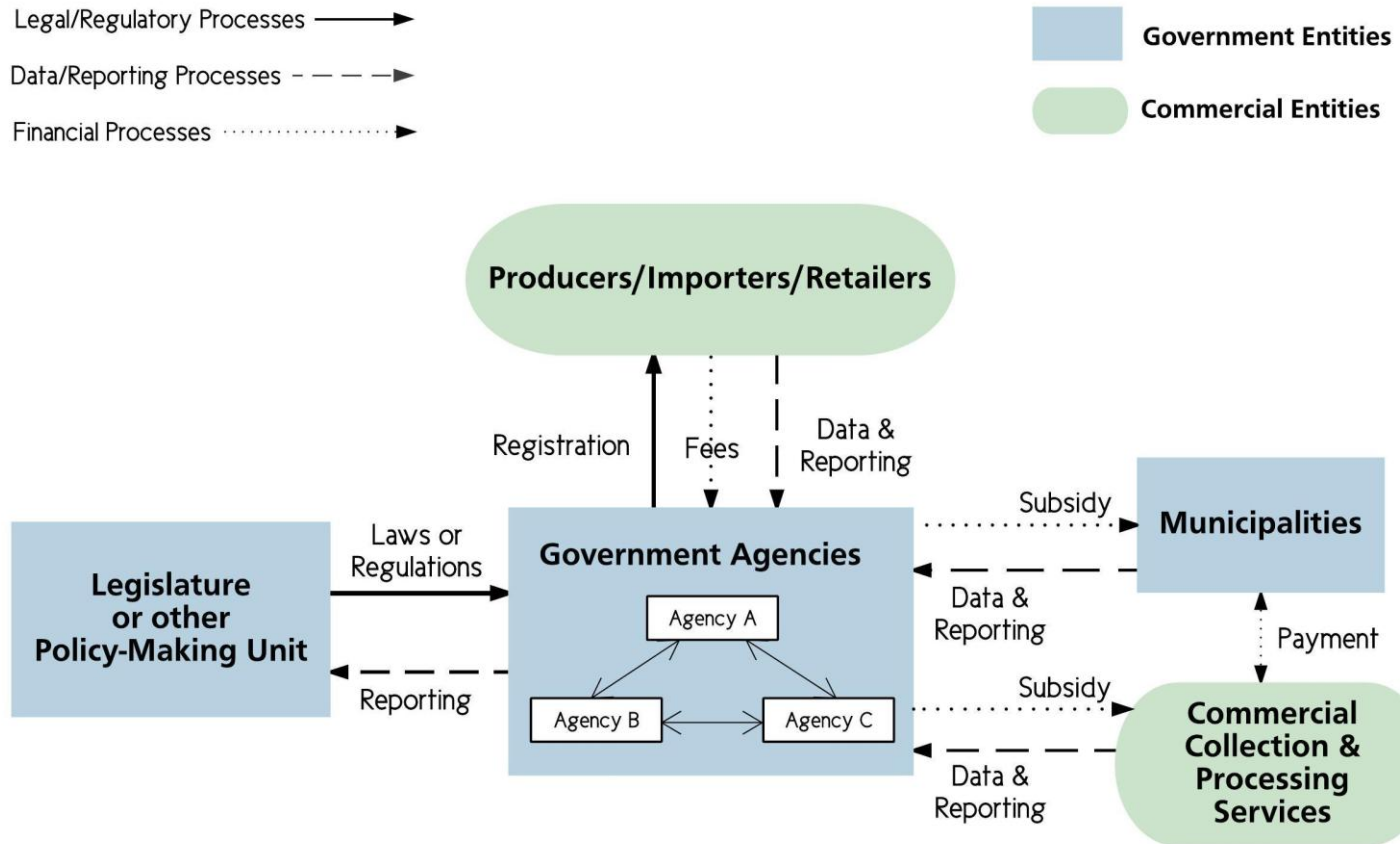 Legal/Regulatory Processes
Data/Reporting Processes
Financial Processes
Government Entities
Commercial Entities
Producers/Importers/Retailers
Registration
Fees
Data &
Reporting
Legislature
or other
Policy-Making Unit
Laws or
Regulations
Reporting
Government Agencies
Agency A
Agency B
Agency C
Subsidy
Data &
Reporting
Municipalities
Payment
Subsidy
Data &
Reporting
Commercial
Collection &
Processing
Services